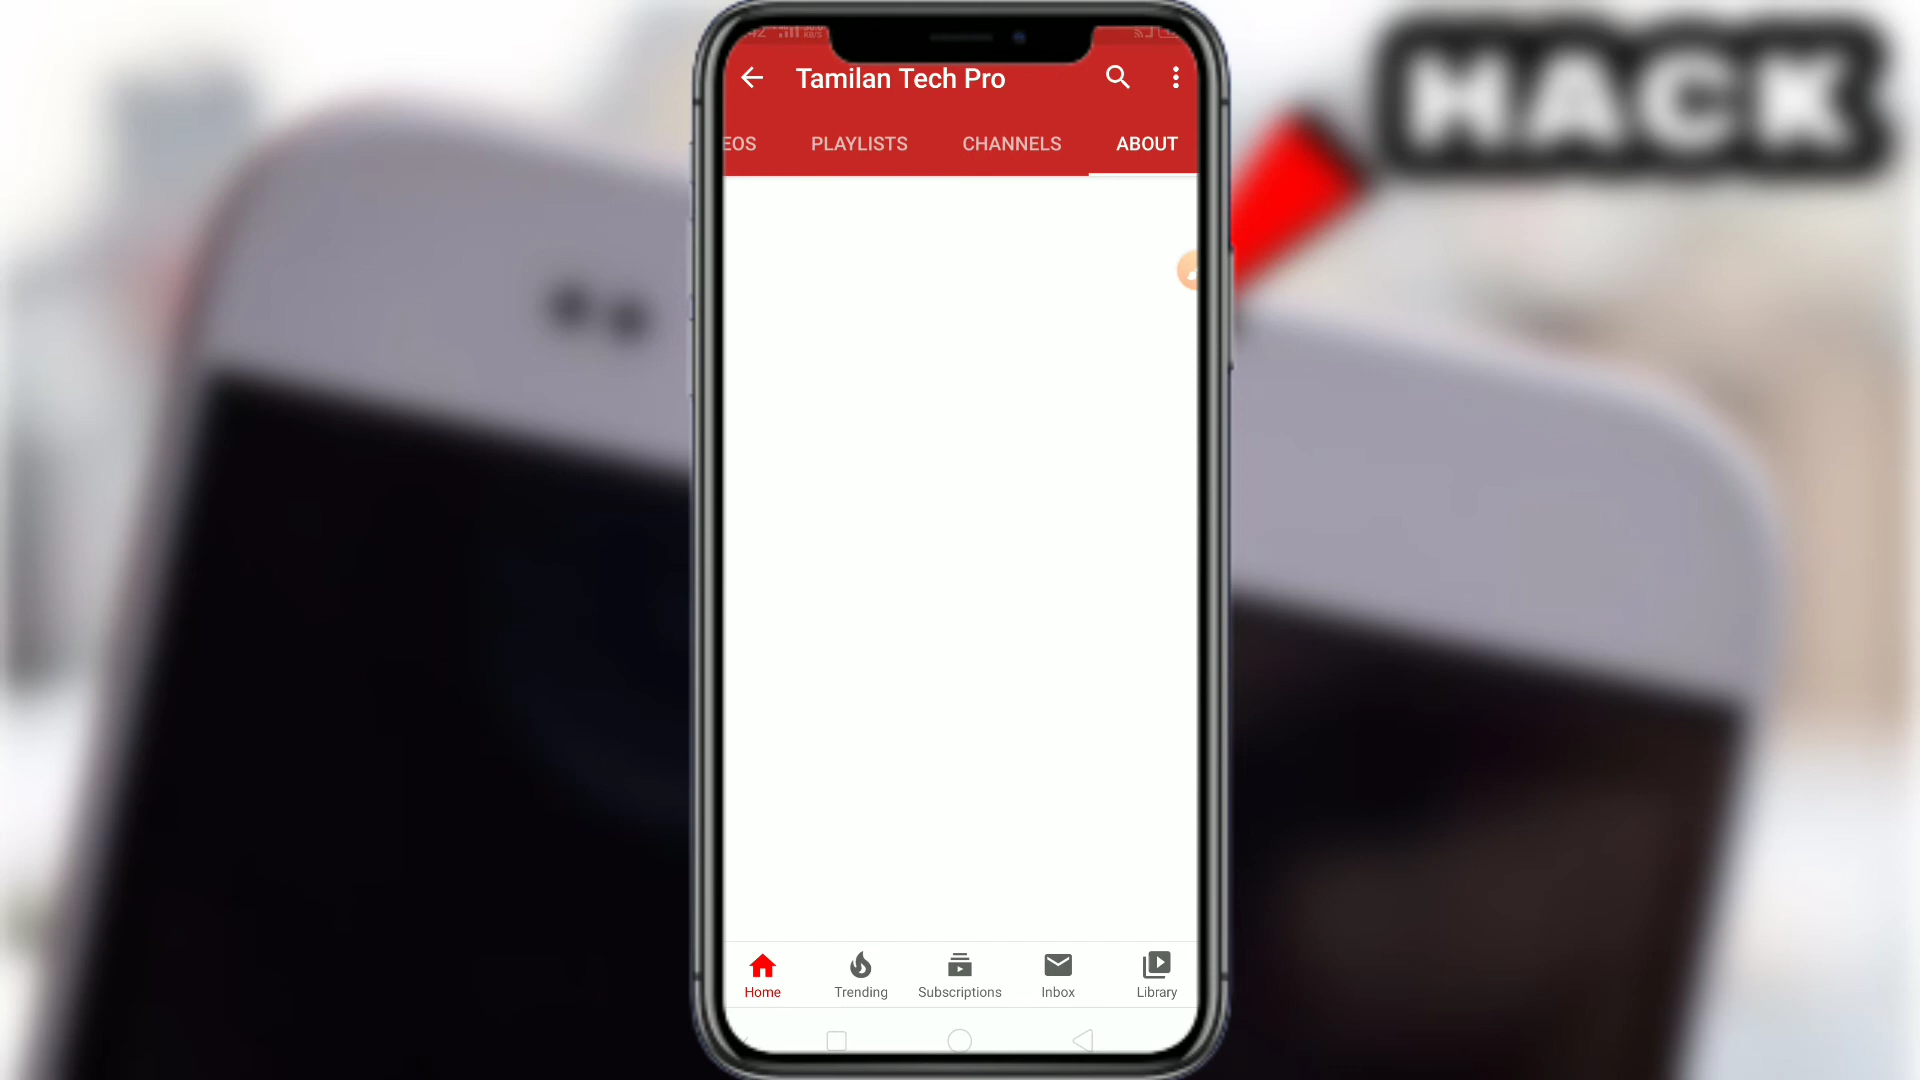 HACK
Tamilan Tech Pro
EOS PLAYLISTS CHANNELS ABOUT
Home Trending Subscriptions Inbox Library